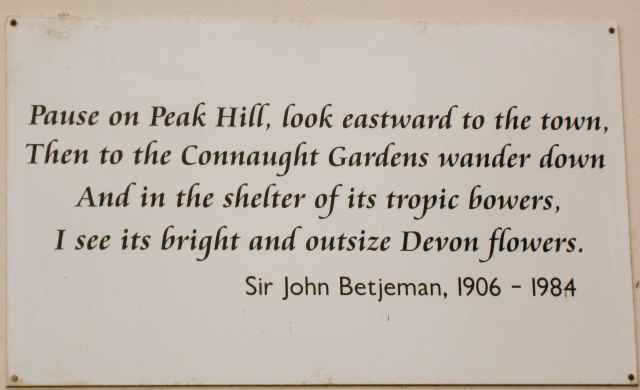 Pause on Peak Hill, look eastward to the town,
Then to the Connaught Gardens wander down
And in the shelter of its tropic bowers,
I see its bright and outsize Devon flowers.
Sir John Betjeman, 1906 - 1984